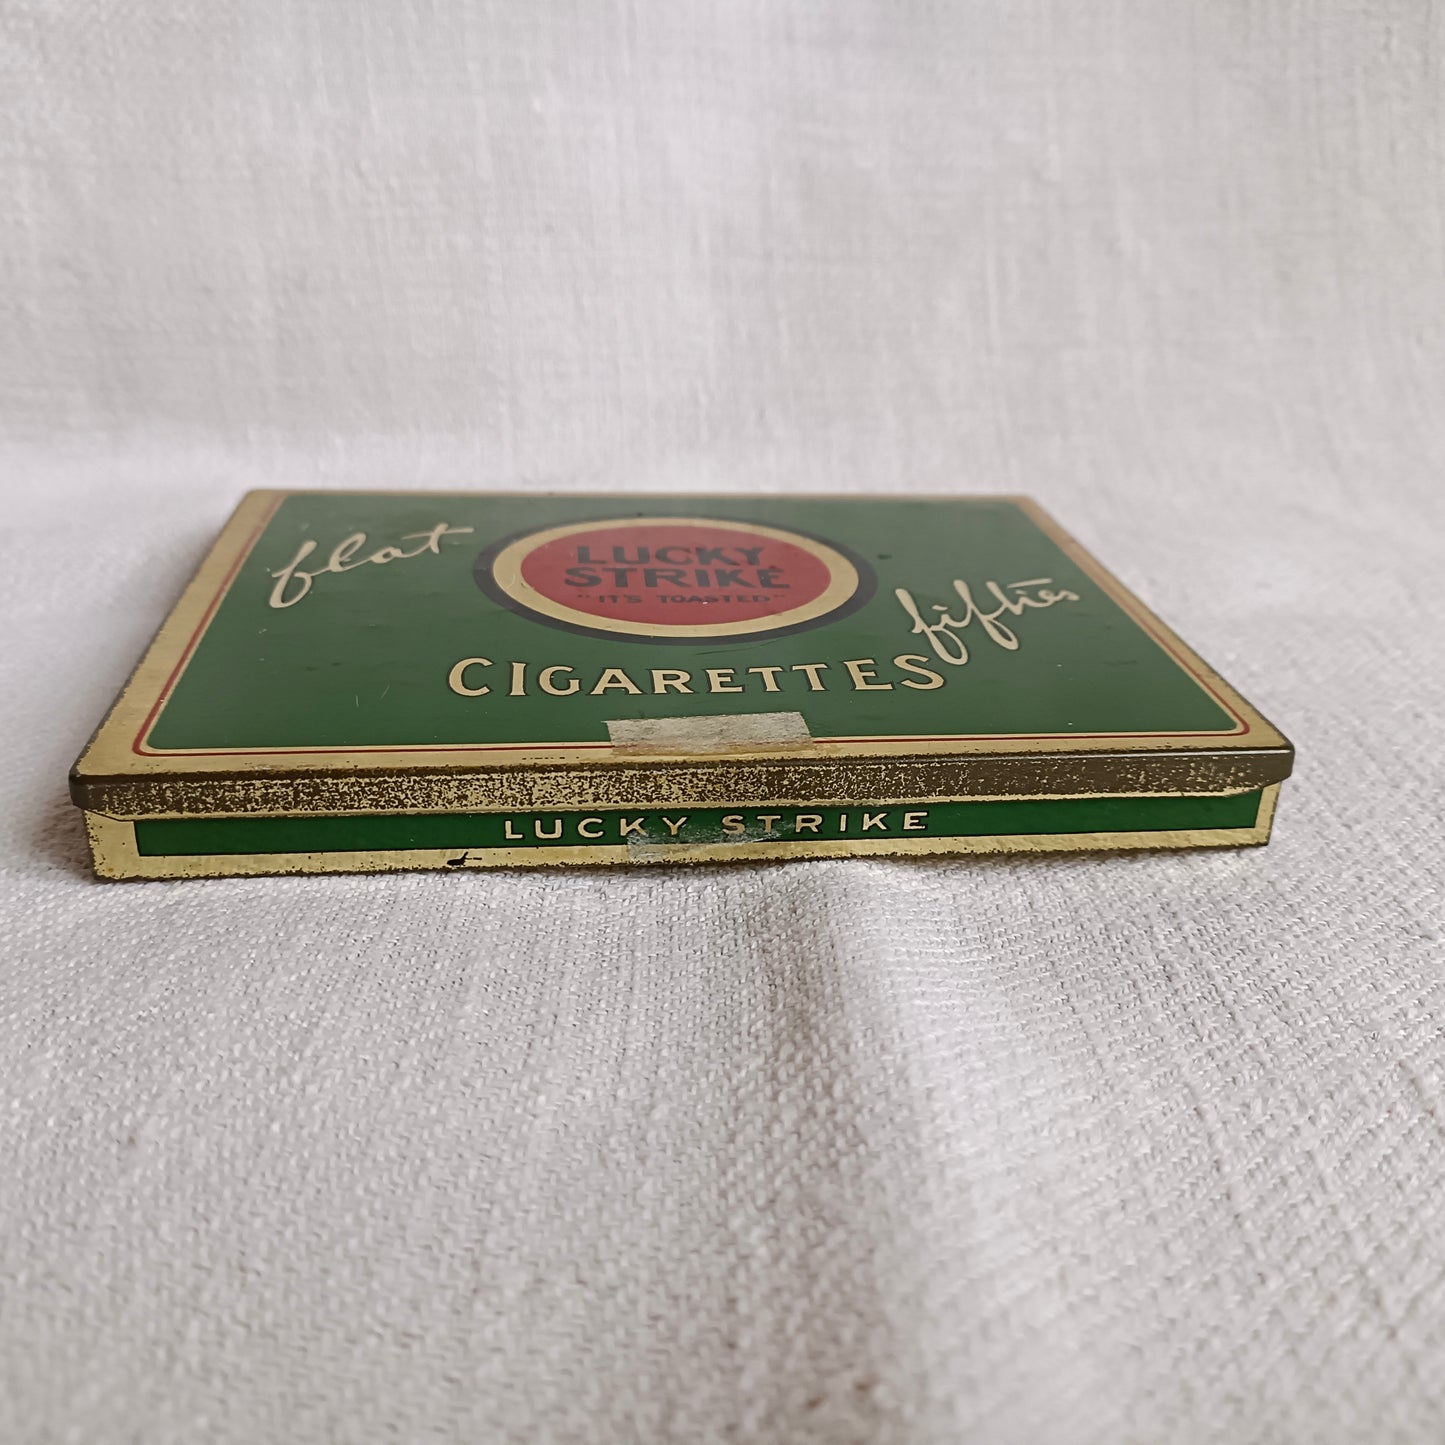 flat
LUCKY
STRIKE
"IT'S TOASTED"
CIGARETTES
fifties
LUCKY STRIKE